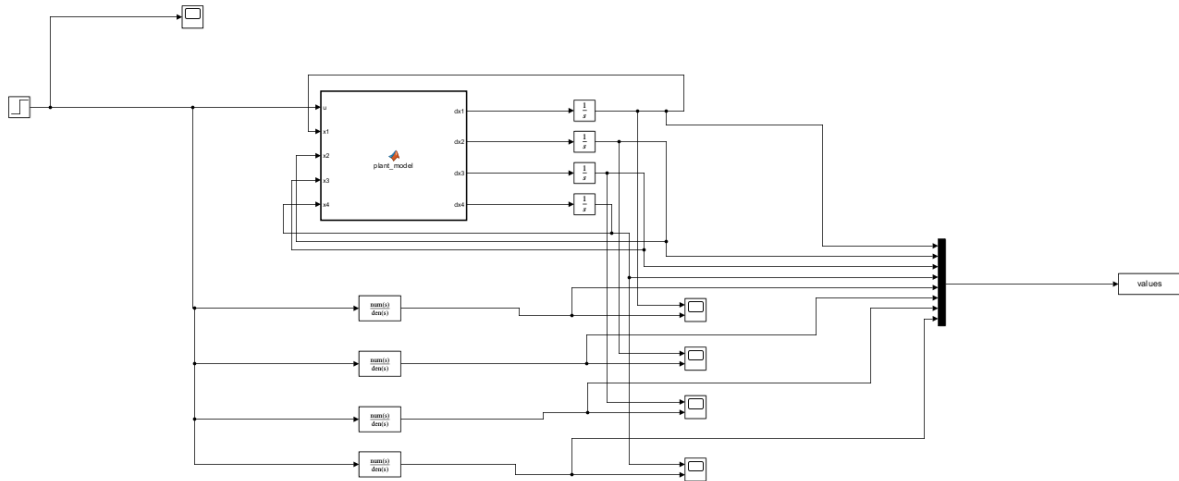 u
x1
x2
x3
x4
plant_model
dx1
dx2
dx3
dx4
1
s
1
s
1
s
1
s
values
num(s)
den(s)
num(s)
den(s)
num(s)
den(s)
num(s)
den(s)